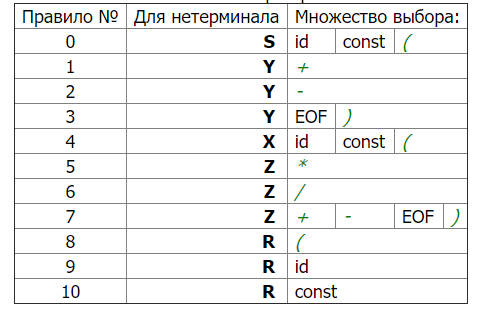 Правило № Для нетерминала Множество выбора:
0 S id const (
1 Y +
2 Y -
3 Y EOF )
4 X id const (
5 Z *
6 Z /
7 Z + - EOF )
8 R (
9 R id
10 R const